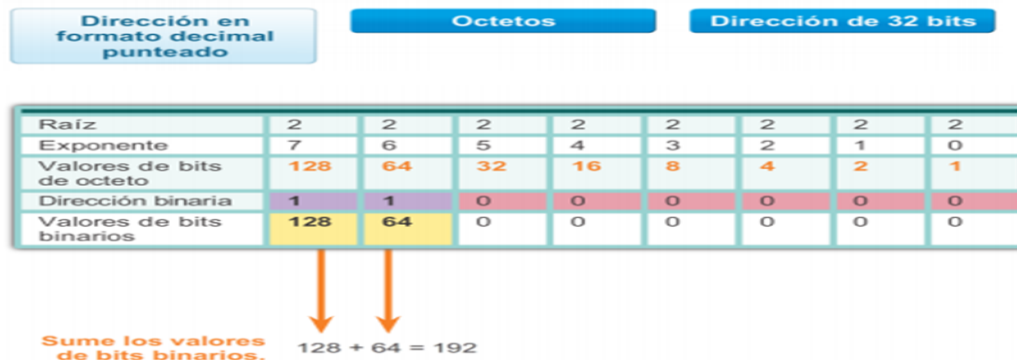 Dirección en
formato decimal
punteado
Octetos
Dirección de 32 bits
Raíz 2 2 2 2 2 2 2 2
Exponente 7 6 5 4 3 2 1 0
Valores de bits
de octeto 128 64 32 16 8 4 2 1
Dirección binaria 1 1 0 0 0 0 0 0
Valores de bits
binarios 128 64 0 0 0 0 0 0
Sume los valores
de bits binarios.
128 + 64 = 192